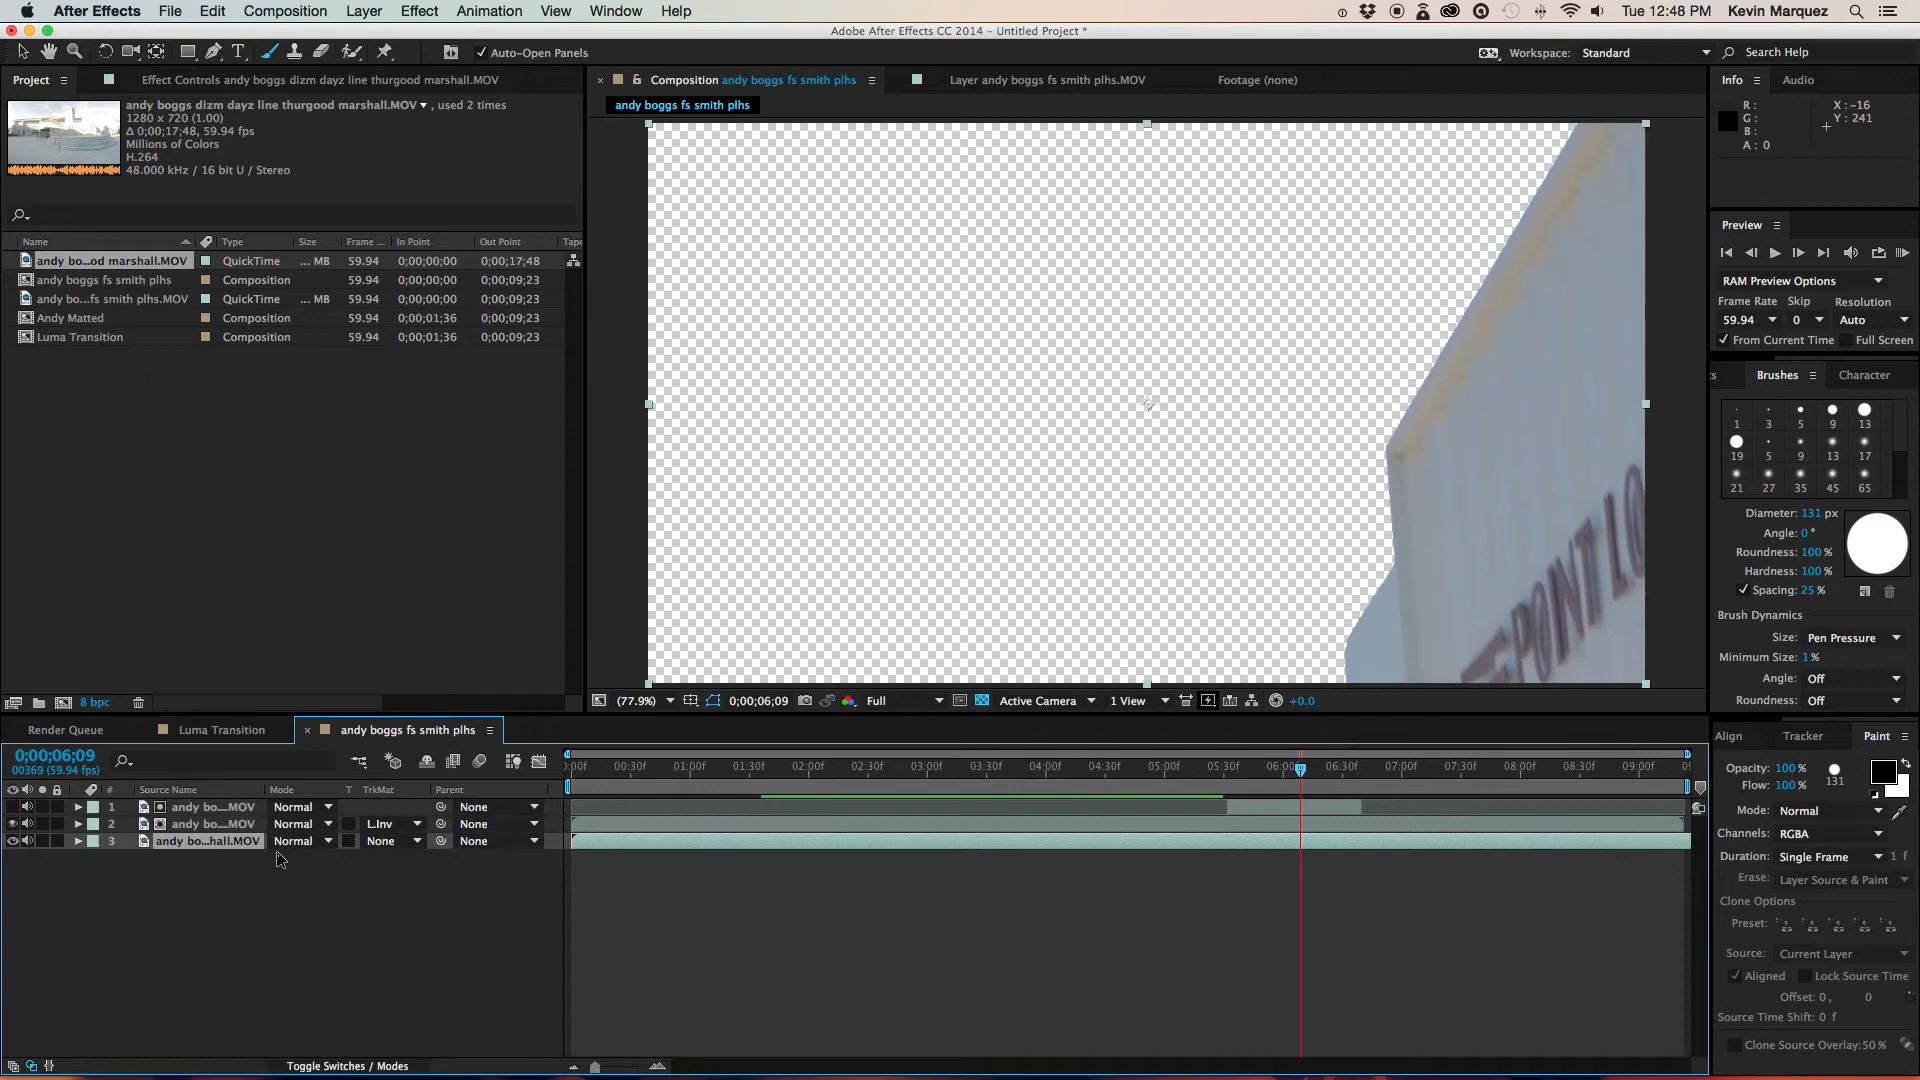 After Effects File Edit Composition Layer Effect Animation View Window Help Tue 12:48 PM Kevin Marquez
Adobe After Effects CC 2014 - Untitled Project *
Auto-Open Panels Workspace: Standard Search Help
Project Effect Controls andy boggs dizm dayz line thurgood marshall.MOV
andy boggs dizm dayz line thurgood marshall.MOV , used 2 times
1280 x 720 (1.00)
Δ 0;00;17;48, 59.94 fps
Millions of Colors
H.264
48.000 kHz / 16 bit U / Stereo
Name Type Size Frame ... In Point Out Point Tape
andy bo...od marshall.MOV QuickTime ... MB 59.94 0;00;00;00 0;00;17;48
andy boggs fs smith plhs Composition 59.94 0;00;00;00 0;00;09;23
andy bo...fs smith plhs.MOV QuickTime ... MB 59.94 0;00;00;00 0;00;09;23
Andy Matted Composition 59.94 0;00;01;36 0;00;09;23
Luma Transition Composition 59.94 0;00;01;36 0;00;09;23
8 bpc
Composition andy boggs fs smith plhs Layer andy boggs fs smith plhs.MOV Footage (none)
andy boggs fs smith plhs
POINT LO
(77.9%) 0;00;06;09 Full Active Camera 1 View +0.0
Info Audio
R : X : -16
G : Y : 241
B :
A : 0
Preview
RAM Preview Options
Frame Rate Skip Resolution
59.94 0 Auto
From Current Time Full Screen
Brushes Character
1 3 5 9 13
19 5 9 13 17
21 27 35 45 65
Diameter: 131 px
Angle: 0 °
Roundness: 100 %
Hardness: 100 %
Spacing: 25 %
Brush Dynamics
Size: Pen Pressure
Minimum Size: 1 %
Angle: Off
Roundness: Off
Align Tracker Paint
Opacity: 100 %
Flow: 100 %
131
Mode: Normal
Channels: RGBA
Duration: Single Frame 1 f
Erase: Layer Source & Paint
Clone Options
Preset:
Source: Current Layer
Aligned Lock Source Time
Offset: 0 , 0
Source Time Shift: 0 f
Clone Source Overlay: 50 %
Render Queue Luma Transition andy boggs fs smith plhs
0;00;06;09
00369 (59.94 fps)
:00f 00:30f 01:00f 01:30f 02:00f 02:30f 03:00f 03:30f 04:00f 04:30f 05:00f 05:30f 06:00f 06:30f 07:00f 07:30f 08:00f 08:30f 09:00f
# Source Name Mode T TrkMat Parent
1 andy bo....MOV Normal None
2 andy bo....MOV Normal L.Inv None
3 andy bo...hall.MOV Normal None None
Toggle Switches / Modes